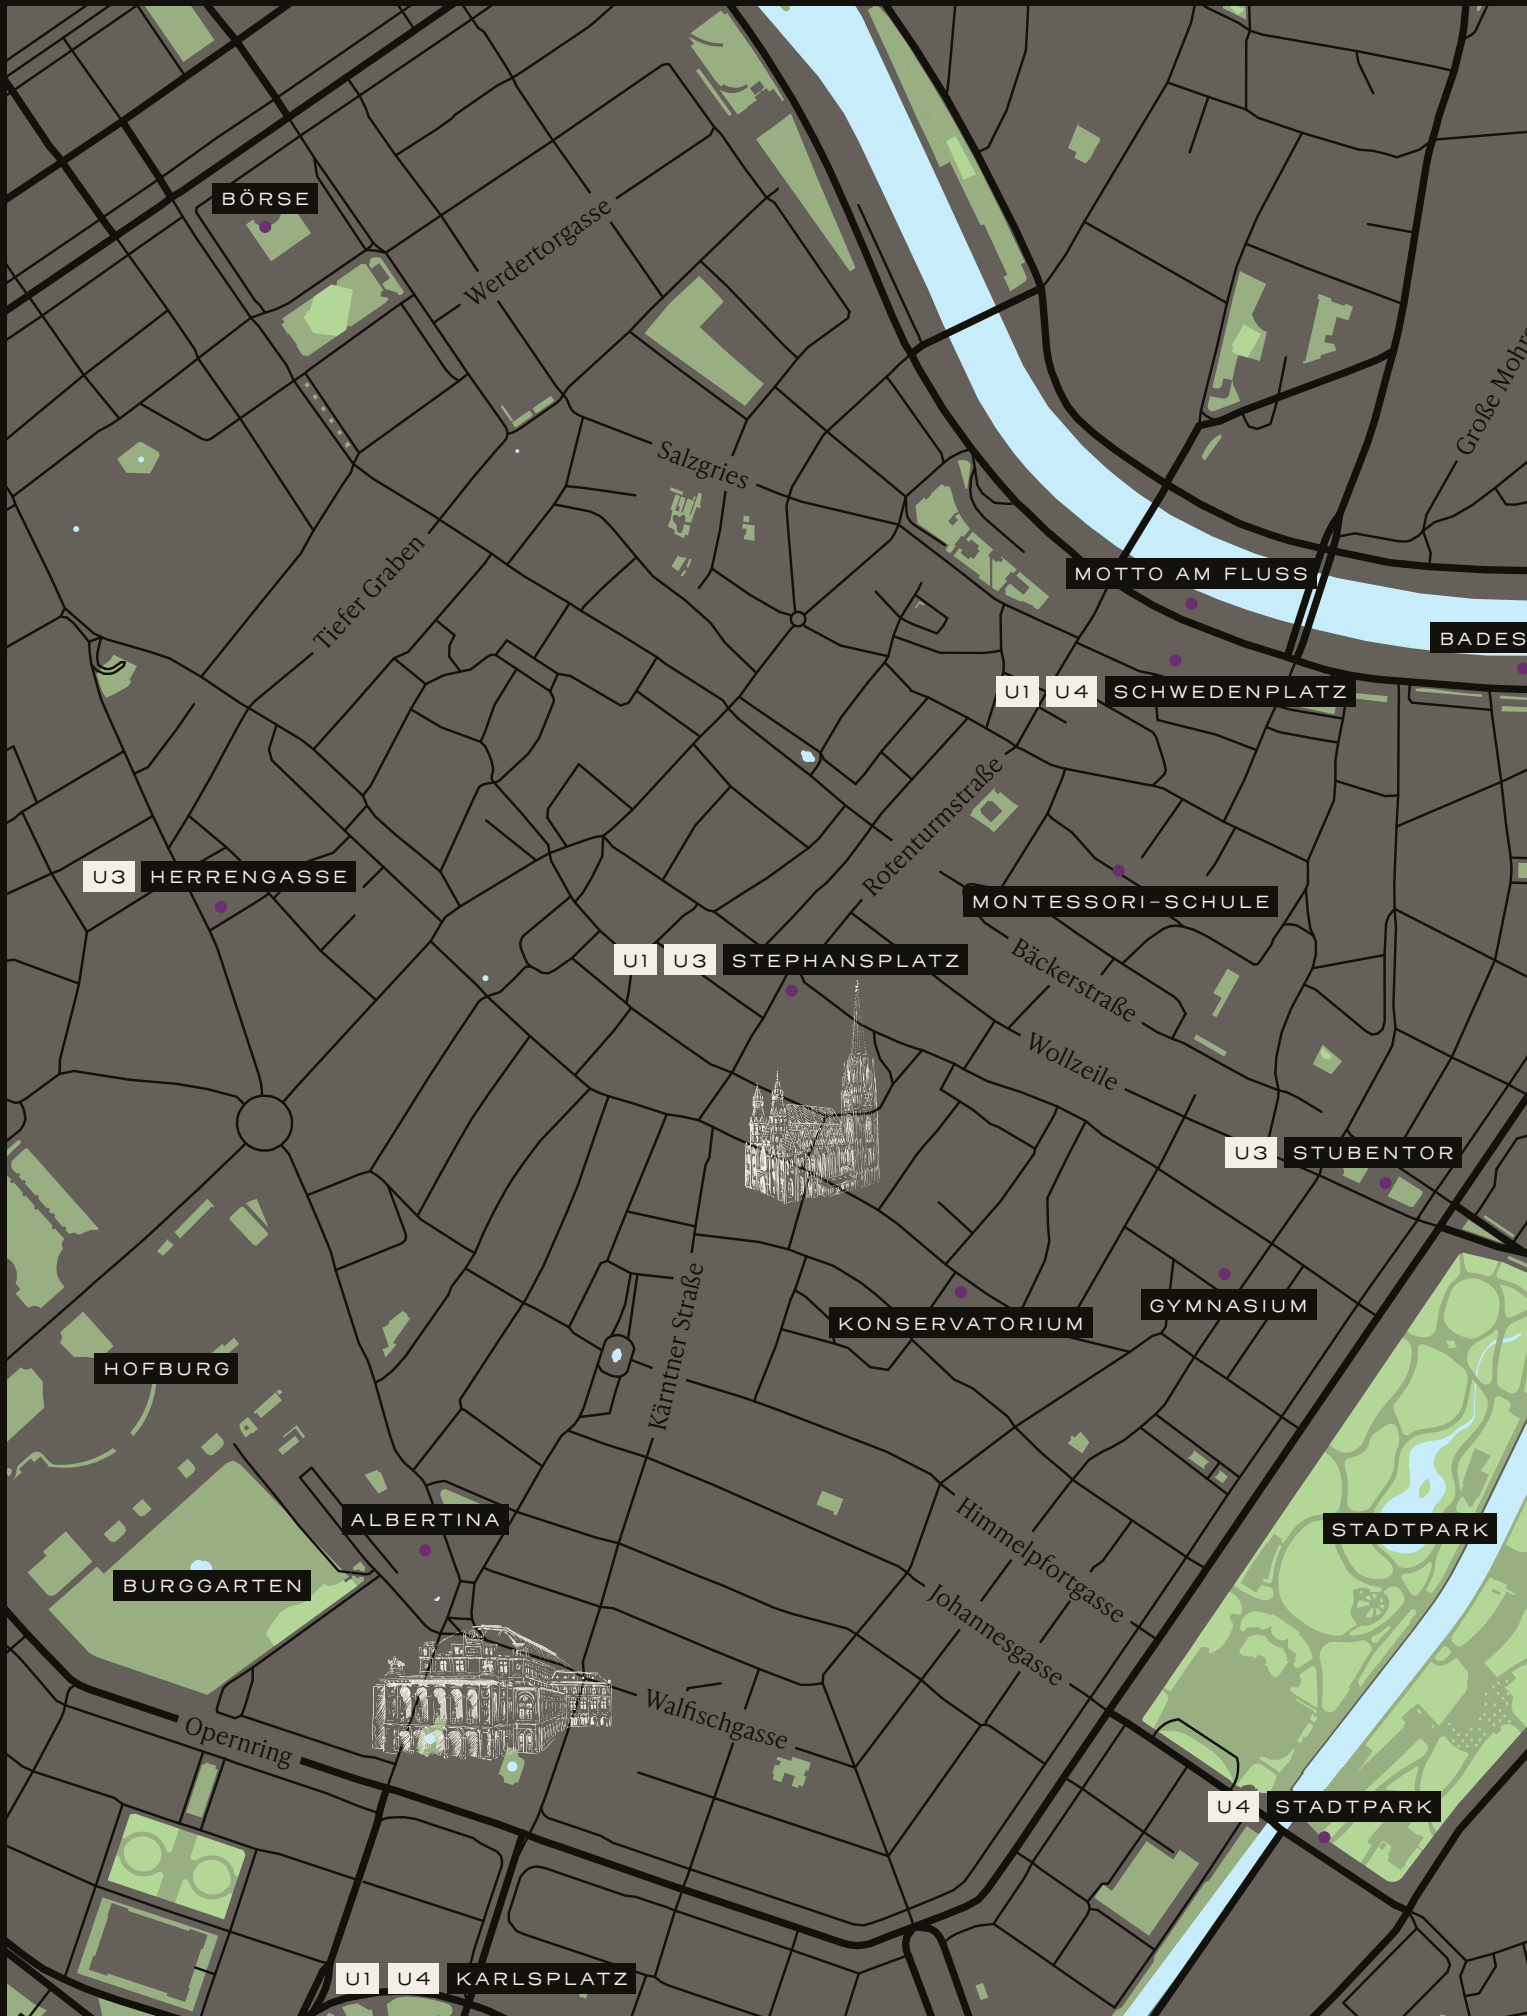 BÖRSE
Werdertorgasse
Salzgries
Tiefer Graben
MOTTO AM FLUSS
BADES
U1 U4 SCHWEDENPLATZ
Rotenturmstraße
U3 HERRENGASSE
MONTESSORI-SCHULE
U1 U3 STEPHANSPLATZ
Bäckerstraße
Wollzeile
U3 STUBENTOR
Kärntner Straße
GYMNASIUM
KONSERVATORIUM
HOFBURG
ALBERTINA
STADTPARK
Himmelpfortgasse
BURGGARTEN
Johannesgasse
Walfischgasse
Opernring
U4 STADTPARK
U1 U4 KARLSPLATZ